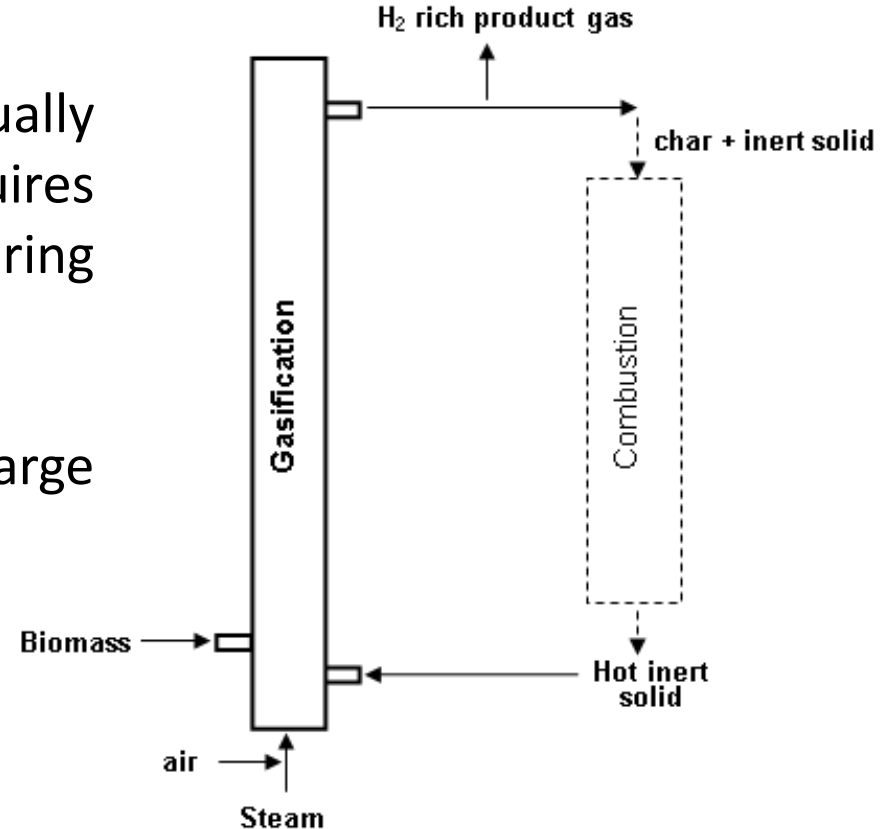 H₂ rich product gas
ually
char + inert solid
uires
ring
Gasification
Combustion
arge
Biomass
Hot inert
solid
air
Steam